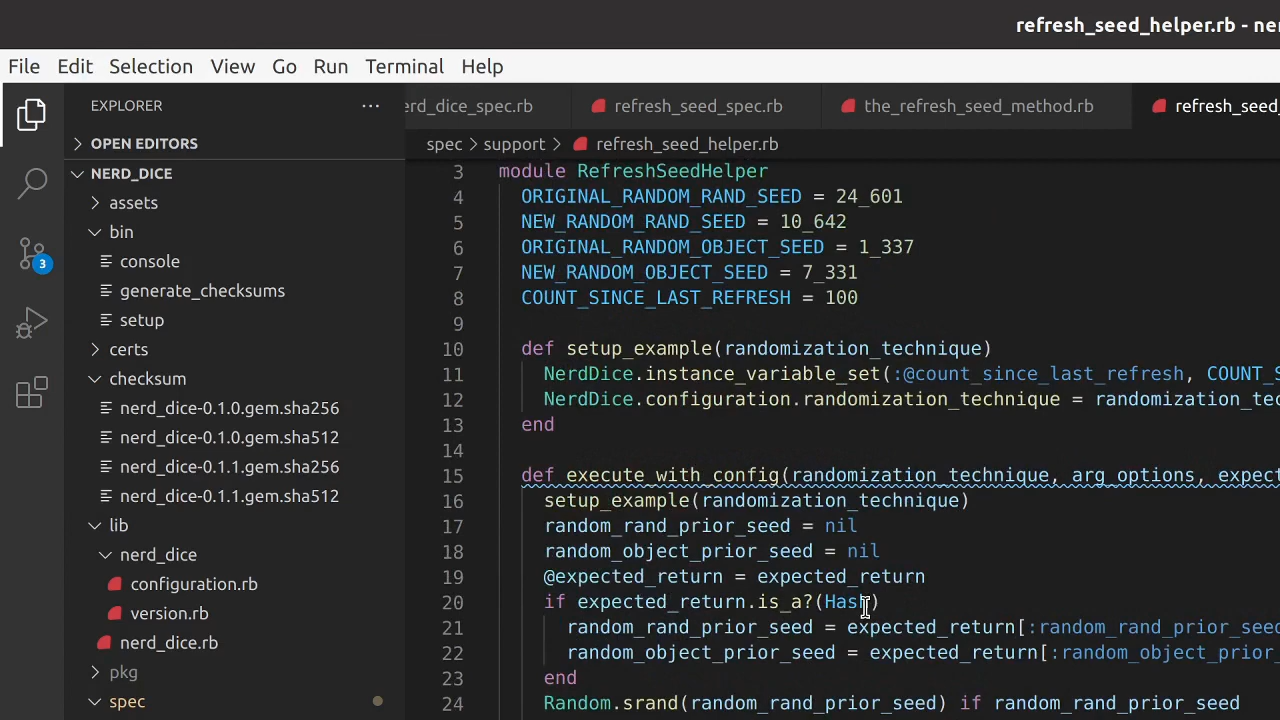 refresh_seed_helper.rb - ne
File Edit Selection View Go Run Terminal Help
EXPLORER ...
OPEN EDITORS
NERD_DICE
assets
bin
console
generate_checksums
setup
certs
checksum
nerd_dice-0.1.0.gem.sha256
nerd_dice-0.1.0.gem.sha512
nerd_dice-0.1.1.gem.sha256
nerd_dice-0.1.1.gem.sha512
lib
nerd_dice
configuration.rb
version.rb
nerd_dice.rb
pkg
spec
3
erd_dice_spec.rb refresh_seed_spec.rb the_refresh_seed_method.rb refresh_seed_
spec > support > refresh_seed_helper.rb
3 module RefreshSeedHelper
4 ORIGINAL_RANDOM_RAND_SEED = 24_601
5 NEW_RANDOM_RAND_SEED = 10_642
6 ORIGINAL_RANDOM_OBJECT_SEED = 1_337
7 NEW_RANDOM_OBJECT_SEED = 7_331
8 COUNT_SINCE_LAST_REFRESH = 100
9
10 def setup_example(randomization_technique)
11 NerdDice.instance_variable_set(:@count_since_last_refresh, COUNT_S
12 NerdDice.configuration.randomization_technique = randomization_tec
13 end
14
15 def execute_with_config(randomization_technique, arg_options, expect
16 setup_example(randomization_technique)
17 random_rand_prior_seed = nil
18 random_object_prior_seed = nil
19 @expected_return = expected_return
20 if expected_return.is_a?(Hash)
21 random_rand_prior_seed = expected_return[:random_rand_prior_seed
22 random_object_prior_seed = expected_return[:random_object_prior_
23 end
24 Random.srand(random_rand_prior_seed) if random_rand_prior_seed